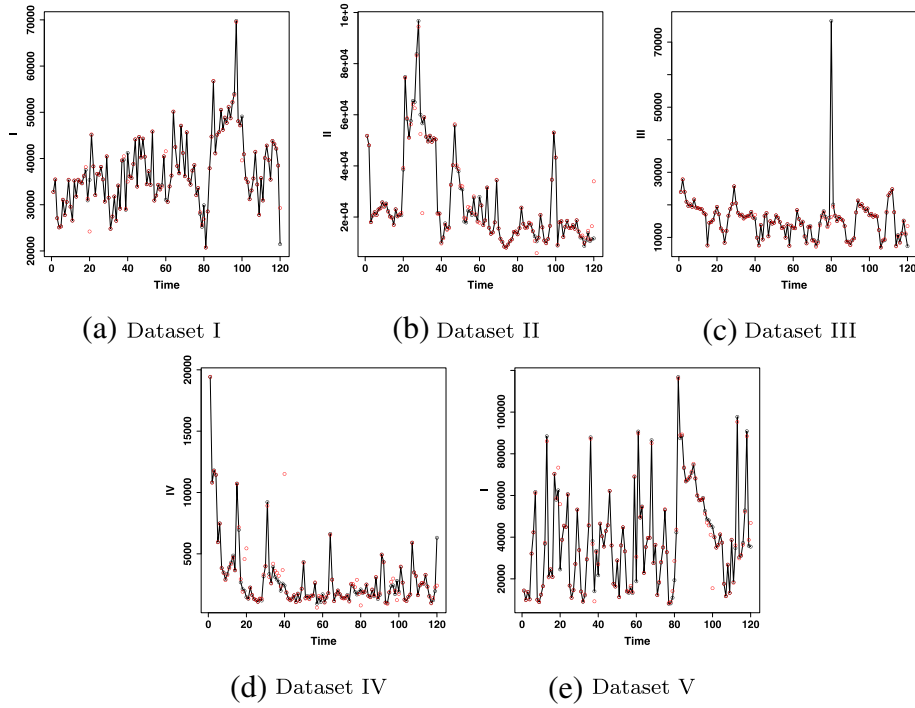 70000
60000
50000
40000
30000
20000
I
0 20 40 60 80 100 120
Time
(a) Dataset I
1e+0
8e+04
6e+04
4e+04
2e+04
II
0 20 40 60 80 100 120
Time
(b) Dataset II
70000
50000
30000
10000
III
0 20 40 60 80 100 120
Time
(c) Dataset III
20000
15000
10000
5000
IV
0 20 40 60 80 100 120
Time
(d) Dataset IV
100000
80000
60000
40000
20000
I
0 20 40 60 80 100 120
Time
(e) Dataset V